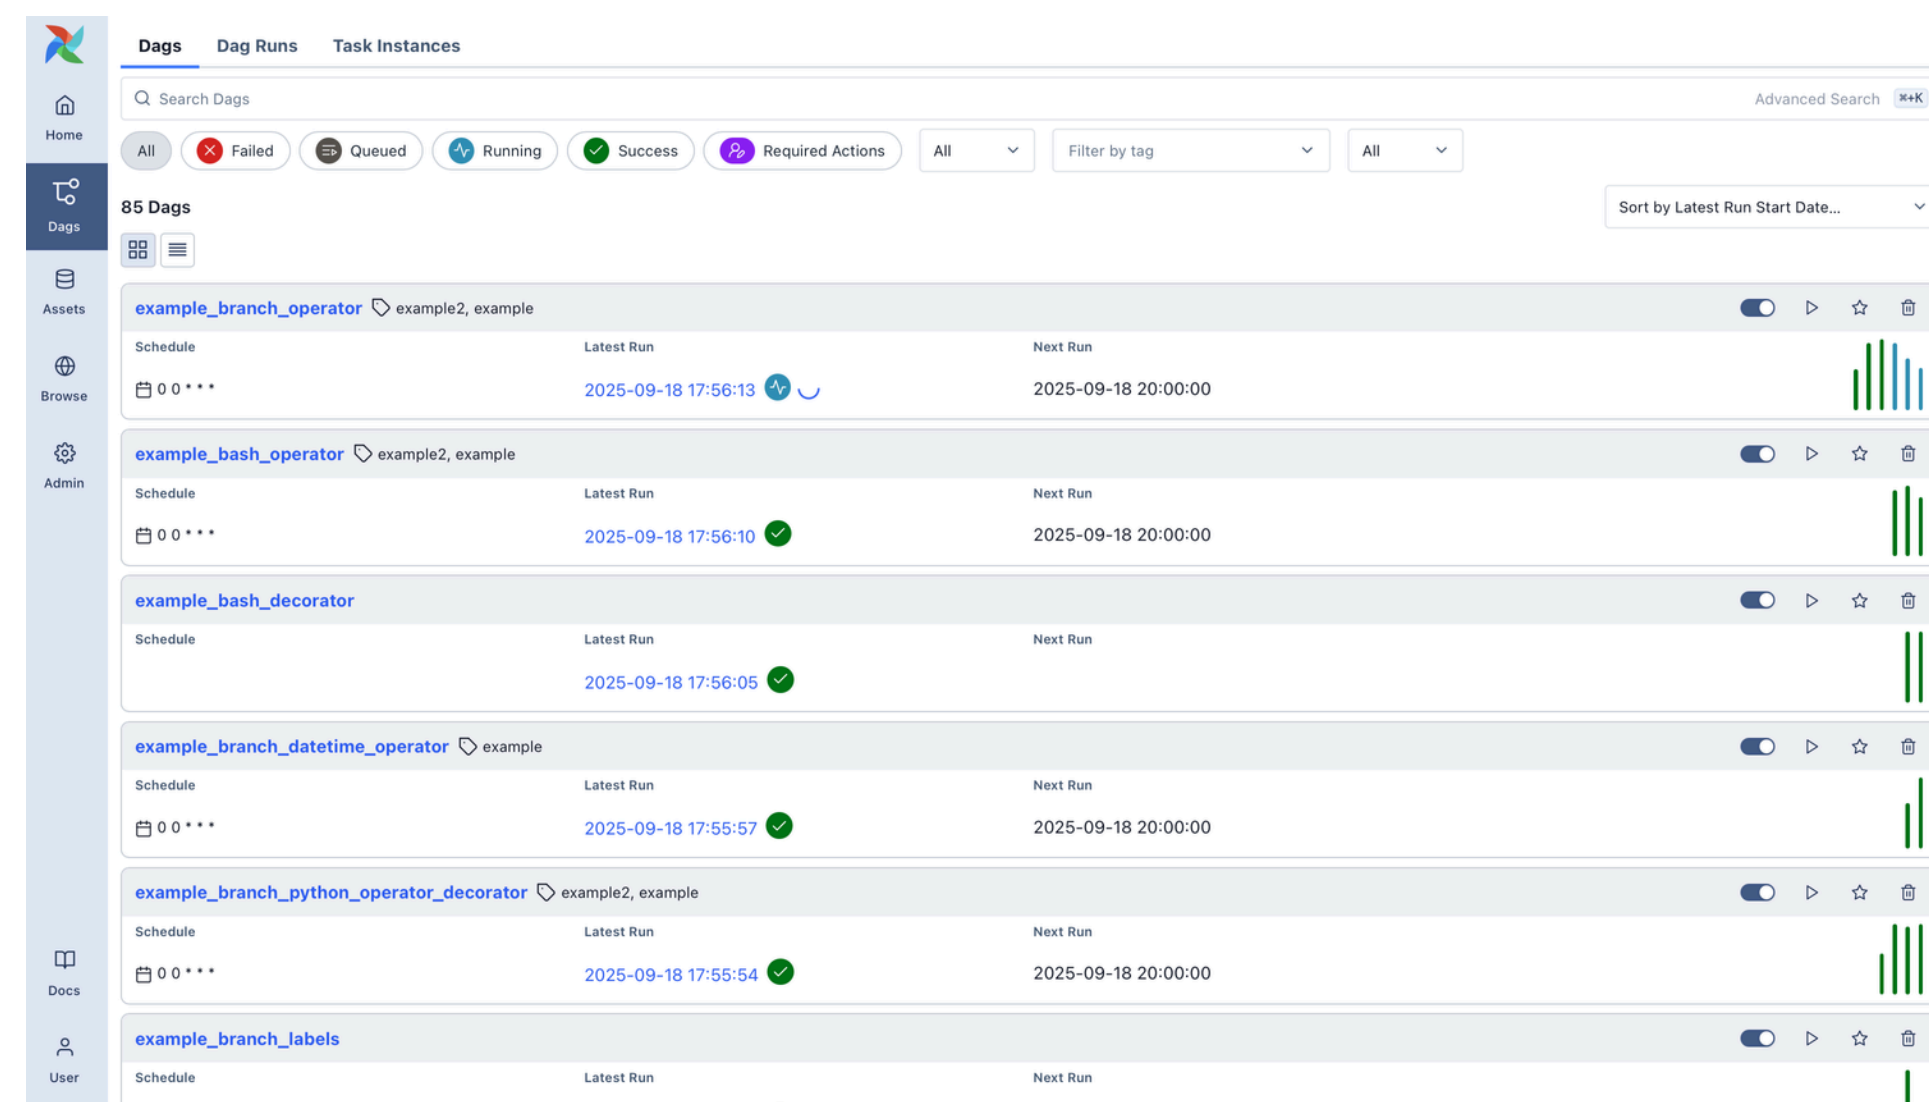 Dags Dag Runs Task Instances
Search Dags Advanced Search ⌘+K
Home
All Failed Queued Running Success Required Actions All Filter by tag All
Dags
85 Dags Sort by Latest Run Start Date...
Assets
Browse
Admin
example_branch_operator example2, example
Schedule Latest Run Next Run
0 0 * * * 2025-09-18 17:56:13 2025-09-18 20:00:00
example_bash_operator example2, example
Schedule Latest Run Next Run
0 0 * * * 2025-09-18 17:56:10 2025-09-18 20:00:00
example_bash_decorator
Schedule Latest Run Next Run
2025-09-18 17:56:05
example_branch_datetime_operator example
Schedule Latest Run Next Run
0 0 * * * 2025-09-18 17:55:57 2025-09-18 20:00:00
example_branch_python_operator_decorator example2, example
Schedule Latest Run Next Run
0 0 * * * 2025-09-18 17:55:54 2025-09-18 20:00:00
Docs
example_branch_labels
User
Schedule Latest Run Next Run